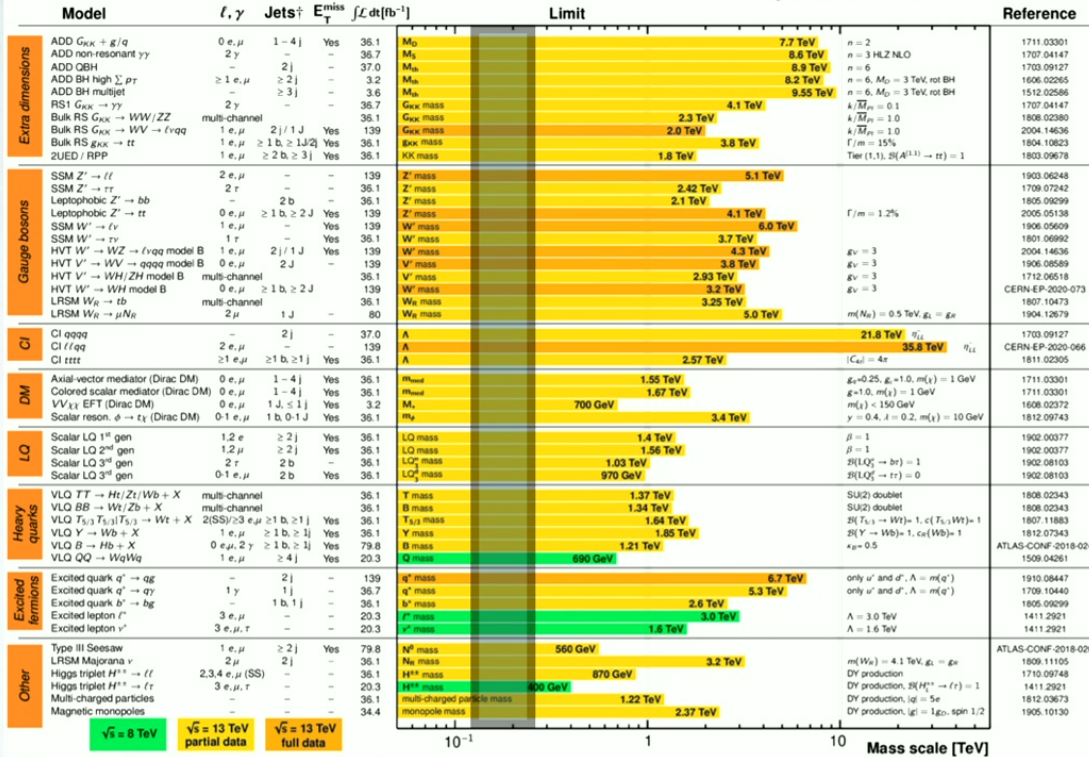 Model ℓ, γ Jets† E_T^miss ∫ℒ dt[fb⁻¹] Limit Reference
Extra dimensions
ADD G_KK + g/q 0 e, μ 1 – 4 j Yes 36.1 M_D 7.7 TeV n = 2 1711.03301
ADD non-resonant γγ 2 γ – – 36.7 M_S 8.6 TeV n = 3 HLZ NLO 1707.04147
ADD QBH – 2 j – 37.0 M_th 8.9 TeV n = 6 1703.09127
ADD BH high ∑ p_T ≥ 1 e, μ ≥ 2 j – 3.2 M_th 8.2 TeV n = 6, M_D = 3 TeV, rot BH 1606.02265
ADD BH multijet – ≥ 3 j – 3.6 M_th 9.55 TeV n = 6, M_D = 3 TeV, rot BH 1512.02586
RS1 G_KK → γγ 2 γ – – 36.7 G_KK mass 4.1 TeV k/M̅_Pl = 0.1 1707.04147
Bulk RS G_KK → WW/ZZ multi-channel 36.1 G_KK mass 2.3 TeV k/M̅_Pl = 1.0 1808.02380
Bulk RS G_KK → WV → ℓνqq 1 e, μ 2 j / 1 J Yes 139 G_KK mass 2.0 TeV k/M̅_Pl = 1.0 2004.14636
Bulk RS g_KK → tt 1 e, μ ≥ 1 b, ≥ 1J/2j Yes 36.1 g_KK mass 3.8 TeV Γ/m = 15% 1804.10823
2UED / RPP 1 e, μ ≥ 2 b, ≥ 3 j Yes 36.1 KK mass 1.8 TeV Tier (1,1), ℬ(A^(1,1) → tt) = 1 1803.09678
Gauge bosons
SSM Z′ → ℓℓ 2 e, μ – – 139 Z′ mass 5.1 TeV 1903.06248
SSM Z′ → ττ 2 τ – – 36.1 Z′ mass 2.42 TeV 1709.07242
Leptophobic Z′ → bb – 2 b – 36.1 Z′ mass 2.1 TeV 1805.09299
Leptophobic Z′ → tt 0 e, μ ≥ 1 b, ≥ 2 J Yes 139 Z′ mass 4.1 TeV Γ/m = 1.2% 2005.05138
SSM W′ → ℓν 1 e, μ – Yes 139 W′ mass 6.0 TeV 1906.05609
SSM W′ → τν 1 τ – Yes 36.1 W′ mass 3.7 TeV 1801.06992
HVT W′ → WZ → ℓνqq model B 1 e, μ 2 j / 1 J Yes 139 W′ mass 4.3 TeV g_V = 3 2004.14636
HVT V′ → WV → qqqq model B 0 e, μ 2 J – 139 V′ mass 3.8 TeV g_V = 3 1906.08589
HVT V′ → WH/ZH model B multi-channel 36.1 V′ mass 2.93 TeV g_V = 3 1712.06518
HVT W′ → WH model B 0 e, μ ≥ 1 b, ≥ 2 J 139 W′ mass 3.2 TeV g_V = 3 CERN-EP-2020-073
LRSM W_R → tb multi-channel 36.1 W_R mass 3.25 TeV 1807.10473
LRSM W_R → μN_R 2 μ 1 J – 80 W_R mass 5.0 TeV m(N_R) = 0.5 TeV, g_L = g_R 1904.12679
CI
CI qqqq – 2 j – 37.0 Λ 21.8 TeV η⁻_LL 1703.09127
CI ℓℓqq 2 e, μ – – 139 Λ 35.8 TeV η⁻_LL CERN-EP-2020-066
CI tttt ≥1 e,μ ≥1 b, ≥1 j Yes 36.1 Λ 2.57 TeV |C_4t| = 4π 1811.02305
DM
Axial-vector mediator (Dirac DM) 0 e, μ 1 – 4 j Yes 36.1 m_med 1.55 TeV g_q=0.25, g_χ=1.0, m(χ) = 1 GeV 1711.03301
Colored scalar mediator (Dirac DM) 0 e, μ 1 – 4 j Yes 36.1 m_med 1.67 TeV g=1.0, m(χ) = 1 GeV 1711.03301
VVχχ EFT (Dirac DM) 0 e, μ 1 J, ≤ 1 j Yes 3.2 M_* 700 GeV m(χ) < 150 GeV 1608.02372
Scalar reson. φ → tχ (Dirac DM) 0-1 e, μ 1 b, 0-1 J Yes 36.1 m_φ 3.4 TeV y = 0.4, λ = 0.2, m(χ) = 10 GeV 1812.09743
LQ
Scalar LQ 1st gen 1,2 e ≥ 2 j Yes 36.1 LQ mass 1.4 TeV β = 1 1902.00377
Scalar LQ 2nd gen 1,2 μ ≥ 2 j Yes 36.1 LQ mass 1.56 TeV β = 1 1902.00377
Scalar LQ 3rd gen 2 τ 2 b – 36.1 LQ^u_3 mass 1.03 TeV ℬ(LQ^u_3 → bτ) = 1 1902.08103
Scalar LQ 3rd gen 0-1 e, μ 2 b Yes 36.1 LQ^d_3 mass 970 GeV ℬ(LQ^d_3 → tτ) = 0 1902.08103
Heavy quarks
VLQ TT → Ht/Zt/Wb + X multi-channel 36.1 T mass 1.37 TeV SU(2) doublet 1808.02343
VLQ BB → Wt/Zb + X multi-channel 36.1 B mass 1.34 TeV SU(2) doublet 1808.02343
VLQ T_5/3 T_5/3|T_5/3 → Wt + X 2(SS)/≥3 e,μ ≥1 b, ≥1 j Yes 36.1 T_5/3 mass 1.64 TeV ℬ(T_5/3 → Wt)= 1, c(T_5/3Wt)= 1 1807.11883
VLQ Y → Wb + X 1 e, μ ≥ 1 b, ≥ 1j Yes 36.1 Y mass 1.85 TeV ℬ(Y → Wb)= 1, c_R(Wb)= 1 1812.07343
VLQ B → Hb + X 0 e,μ, 2 γ ≥ 1 b, ≥ 1j Yes 79.8 B mass 1.21 TeV κ_B= 0.5 ATLAS-CONF-2018-02
VLQ QQ → WqWq 1 e, μ ≥ 4 j Yes 20.3 Q mass 690 GeV 1509.04261
Excited fermions
Excited quark q* → qg – 2 j – 139 q* mass 6.7 TeV only u* and d*, Λ = m(q*) 1910.08447
Excited quark q* → qγ 1 γ 1 j – 36.7 q* mass 5.3 TeV only u* and d*, Λ = m(q*) 1709.10440
Excited quark b* → bg – 1 b, 1 j – 36.1 b* mass 2.6 TeV 1805.09299
Excited lepton ℓ* 3 e, μ – – 20.3 ℓ* mass 3.0 TeV Λ = 3.0 TeV 1411.2921
Excited lepton ν* 3 e, μ, τ – – 20.3 ν* mass 1.6 TeV Λ = 1.6 TeV 1411.2921
Other
Type III Seesaw 1 e, μ ≥ 2 j Yes 79.8 N⁰ mass 560 GeV ATLAS-CONF-2018-02
LRSM Majorana ν 2 μ 2 j – 36.1 N_R mass 3.2 TeV m(W_R) = 4.1 TeV, g_L = g_R 1809.11105
Higgs triplet H^±± → ℓℓ 2,3,4 e, μ (SS) – – 36.1 H^±± mass 870 GeV DY production 1710.09748
Higgs triplet H^±± → ℓτ 3 e, μ, τ – – 20.3 H^±± mass 400 GeV DY production, ℬ(H^±±_L → ℓτ) = 1 1411.2921
Multi-charged particles – – – 36.1 multi-charged particle mass 1.22 TeV DY production, |q| = 5e 1812.03673
Magnetic monopoles – – – 34.4 monopole mass 2.37 TeV DY production, |g| = 1g_D, spin 1/2 1905.10130
√s = 8 TeV
√s = 13 TeV partial data
√s = 13 TeV full data
10⁻¹ 1 10
Mass scale [TeV]